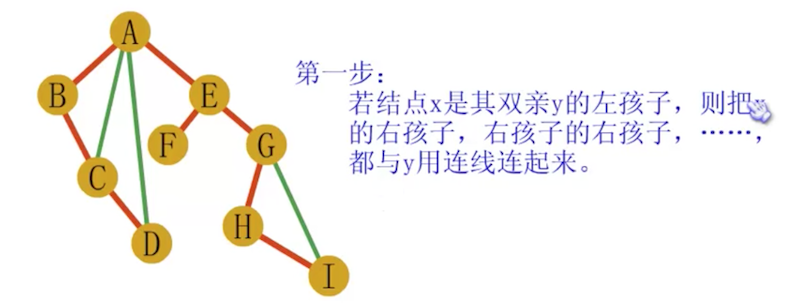 A
B
E
F
G
C
D
H
I
第一步：
若结点x是其双亲y的左孩子，则把
的右孩子，右孩子的右孩子，……，
都与y用连线连起来。